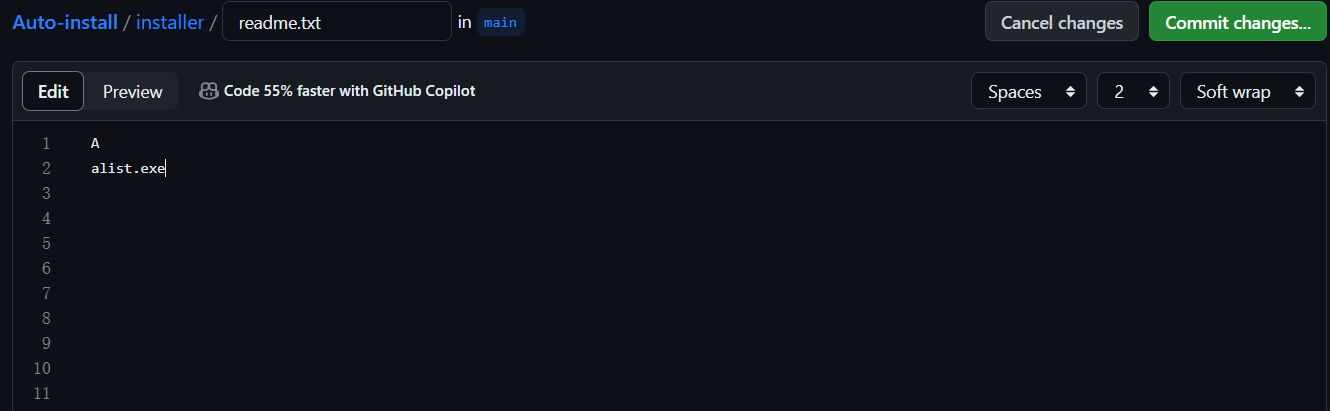 Auto-install / installer / readme.txt in main Cancel changes Commit changes...
Edit Preview Code 55% faster with GitHub Copilot Spaces 2 Soft wrap
1 A
2 alist.exe
3
4
5
6
7
8
9
10
11